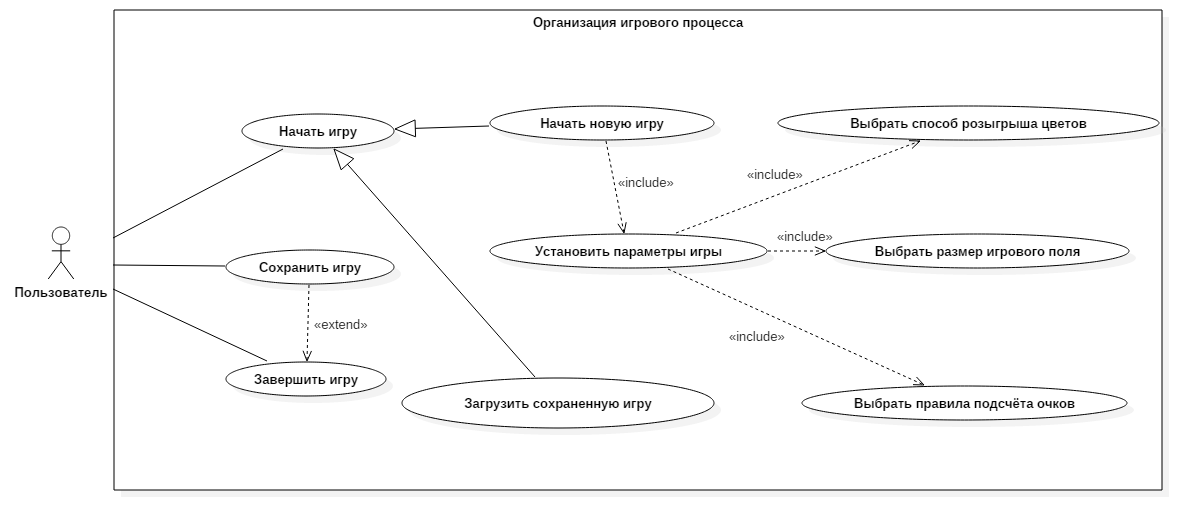 Организация игрового процесса
Начать игру
Начать новую игру
Выбрать способ розыгрыша цветов
«include»
«include»
«include»
Установить параметры игры
Выбрать размер игрового поля
Сохранить игру
Пользователь
«extend»
«include»
Завершить игру
Загрузить сохраненную игру
Выбрать правила подсчёта очков